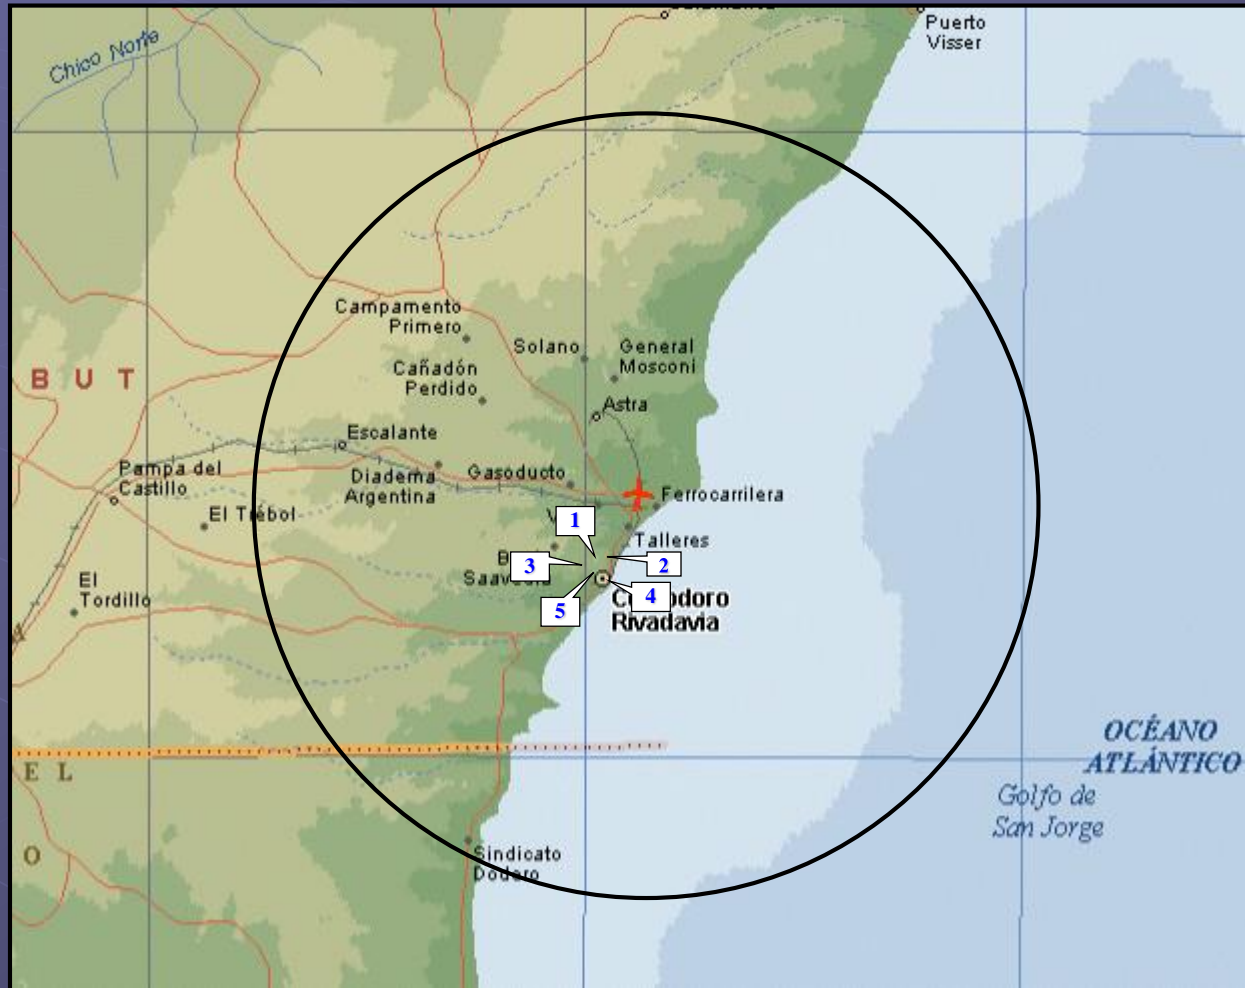 Puerto
Visser
Chico Norte
Campamento
Primero
Solano
General
Mosconi
Cañadón
Perdido
B U T
Astra
Escalante
Pampa del
Castillo
Diadema
Argentina
Gasoducto
Ferrocarrilera
El Trébol
1
Talleres
3
2
El
Tordillo
4
5
Rivadavia
OCÉANO
ATLÁNTICO
E L
Golfo de
San Jorge
O
Sindicato
Dodero